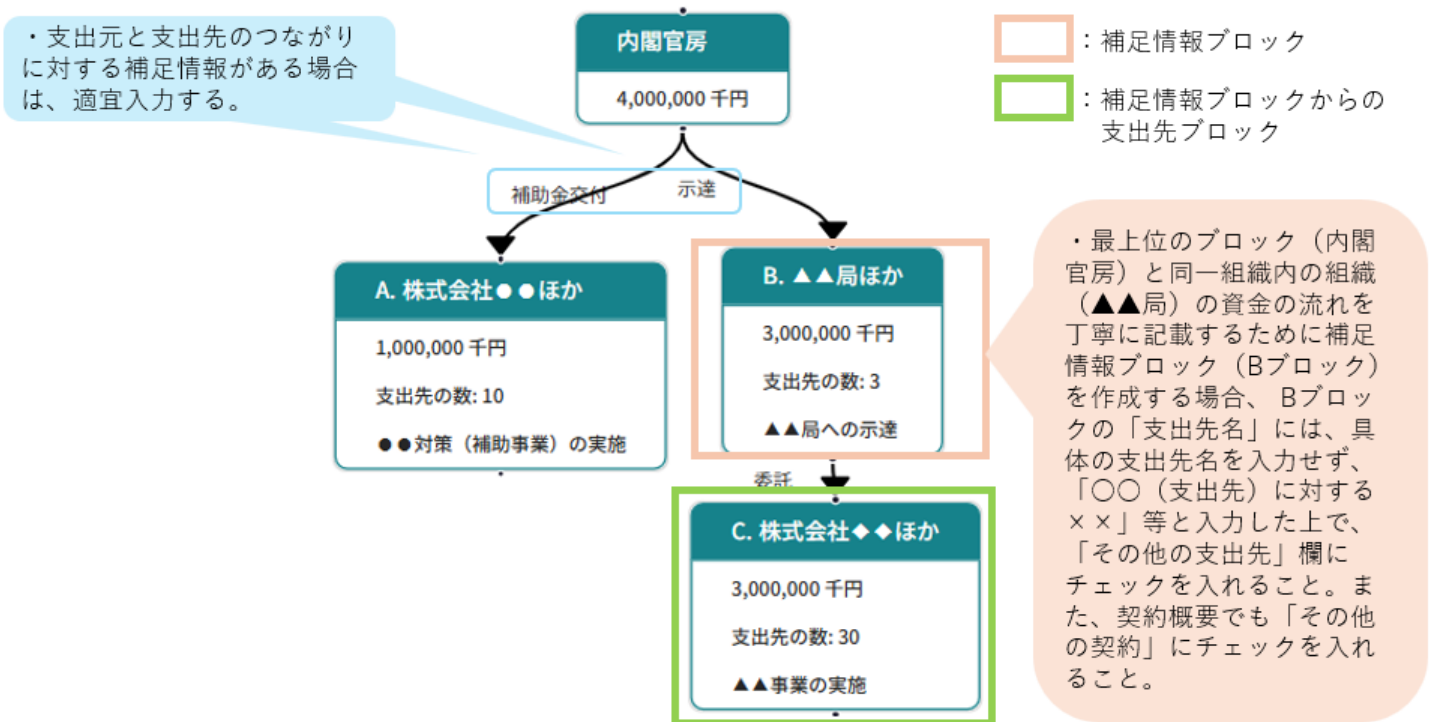 ・支出元と支出先のつながり
に対する補足情報がある場合
は、適宜入力する。
内閣官房
4,000,000 千円
：補足情報ブロック
：補足情報ブロックからの
支出先ブロック
補助金交付
示達
A. 株式会社●●ほか
1,000,000 千円
支出先の数: 10
●●対策（補助事業）の実施
B. ▲▲局ほか
3,000,000 千円
支出先の数: 3
▲▲局への示達
委託
C. 株式会社◆◆ほか
3,000,000 千円
支出先の数: 30
▲▲事業の実施
・最上位のブロック（内閣
官房）と同一組織内の組織
（▲▲局）の資金の流れを
丁寧に記載するために補足
情報ブロック（Bブロック）
を作成する場合、 Bブロッ
クの「支出先名」には、具
体の支出先名を入力せず、
「○○（支出先）に対する
××」等と入力した上で、
「その他の支出先」欄に
チェックを入れること。ま
た、契約概要でも「その他
の契約」にチェックを入れ
ること。